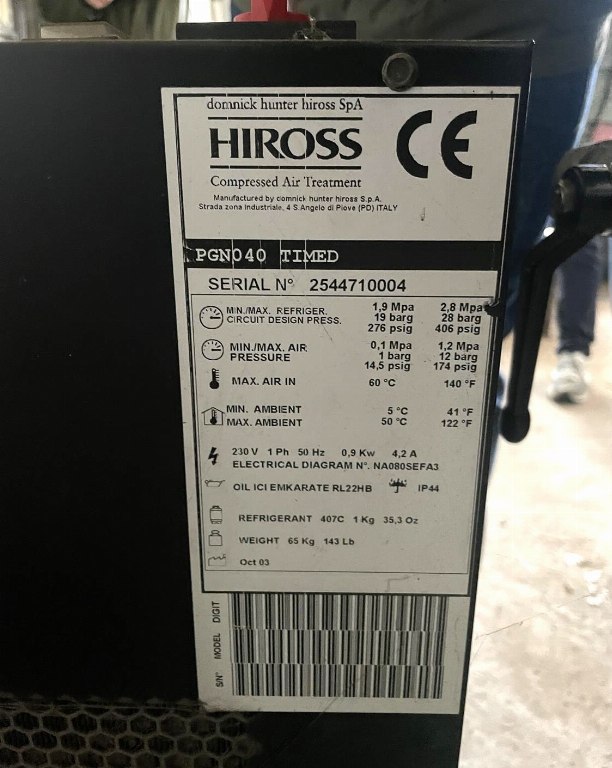 domnick hunter hiross SpA
HIROSS
CE
Compressed Air Treatment
Manufactured by domnick hunter hiross S.p.A.
Strada zona Industriale, 4 S.Angelo di Piove (PD) ITALY
PGN040 TIMED
SERIAL N° 2544710004
MIN./MAX. REFRIGER. 1,9 Mpa 2,8 Mpa
CIRCUIT DESIGN PRESS. 19 barg 28 barg
276 psig 406 psig
MIN./MAX. AIR 0,1 Mpa 1,2 Mpa
PRESSURE 1 barg 12 barg
14,5 psig 174 psig
MAX. AIR IN 60 °C 140 °F
MIN. AMBIENT 5 °C 41 °F
MAX. AMBIENT 50 °C 122 °F
230 V 1 Ph 50 Hz 0,9 Kw 4,2 A
ELECTRICAL DIAGRAM N°. NA080SEFA3
OIL ICI EMKARATE RL22HB IP44
REFRIGERANT 407C 1 Kg 35,3 Oz
WEIGHT 65 Kg 143 Lb
Oct 03
S/N° MODEL DIGIT